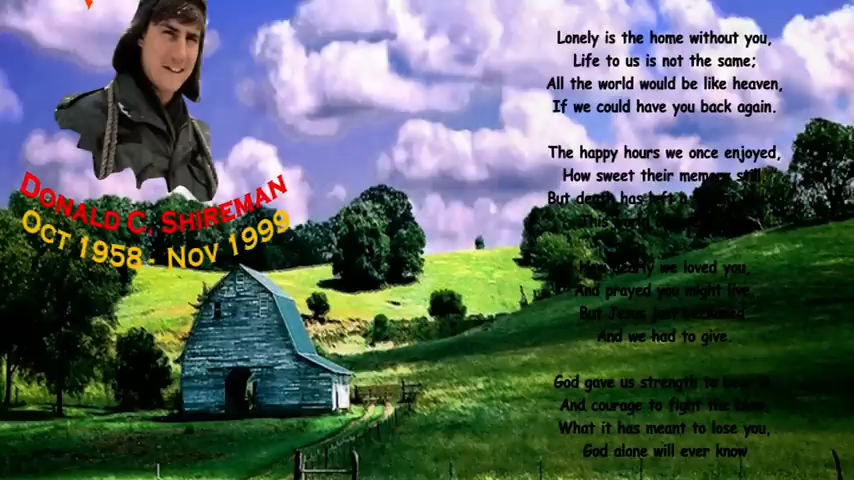 Donald C. Shireman
Oct 1958 - Nov 1999
Lonely is the home without you,
Life to us is not the same;
All the world would be like heaven,
If we could have you back again.
The happy hours we once enjoyed,
How sweet their memory still
But death has left
we loved you,
And prayed you might live,
But Jesus just beckoned
And we had to give.
God gave us strength to
And courage to fight the
What it has meant to lose you,
God alone will ever know